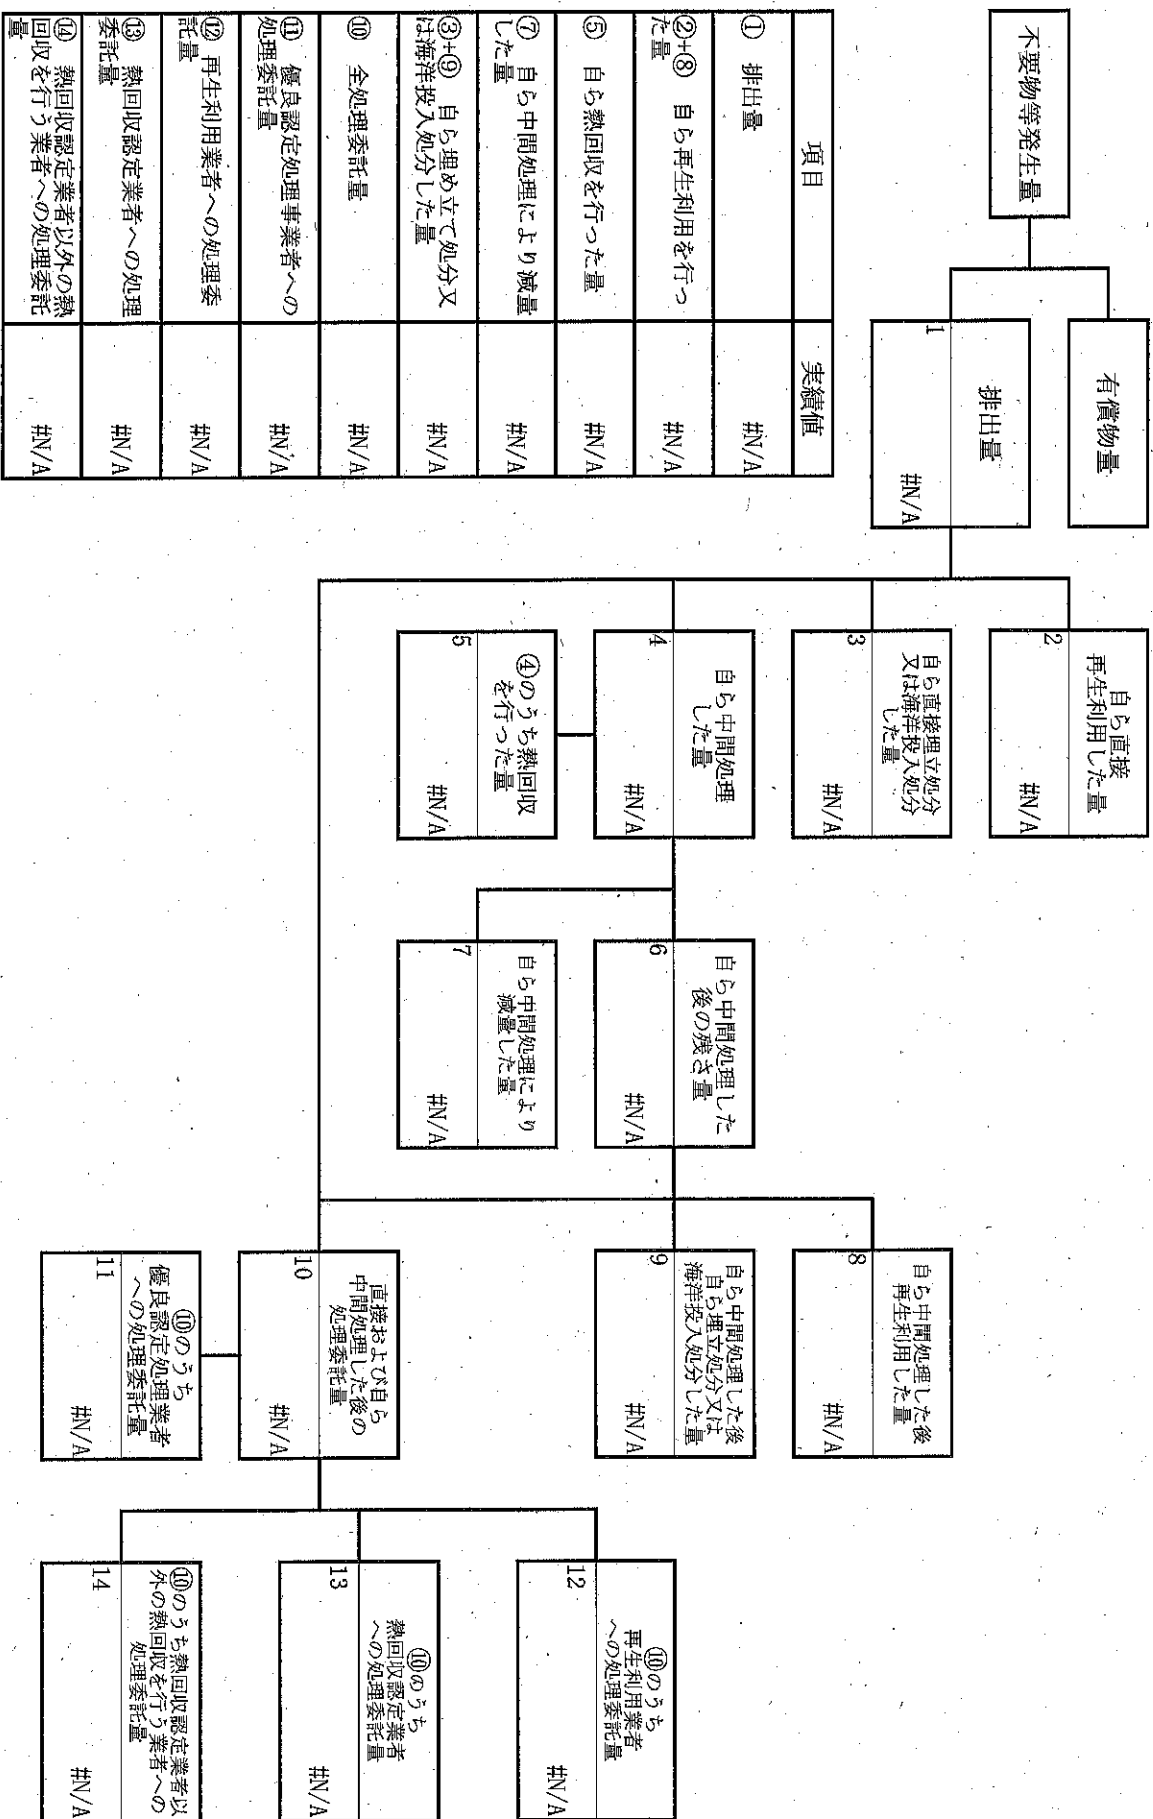 不要物等発生量
有償物量
排出量
1
#N/A
自ら直接
再生利用した量
2
#N/A
自ら直接埋立処分
又は海洋投入処分
した量
3
#N/A
自ら中間処理
した量
4
#N/A
④のうち熱回収
を行った量
5
#N/A
自ら中間処理した
後の残さ量
6
#N/A
自ら中間処理により
減量した量
7
#N/A
自ら中間処理した後
再生利用した量
8
#N/A
自ら中間処理した後
自ら埋立処分又は
海洋投入処分した量
9
#N/A
直接および自ら
中間処理した後の
処理委託量
10
#N/A
⑩のうち
優良認定処理業者
への処理委託量
11
#N/A
⑩のうち
再生利用業者
への処理委託量
12
#N/A
⑩のうち
熱回収認定業者
への処理委託量
13
#N/A
⑩のうち熱回収認定業者以
外の熱回収を行う業者への
処理委託量
14
#N/A
項目 実績値
① 排出量 #N/A
②+⑧ 自ら再生利用を行っ
た量 #N/A
⑤ 自ら熱回収を行った量 #N/A
⑦ 自ら中間処理により減量
した量 #N/A
③+⑨ 自ら埋め立て処分又
は海洋投入処分した量 #N/A
⑩ 全処理委託量 #N/A
⑪ 優良認定処理事業者への
処理委託量 #N/A
⑫ 再生利用業者への処理委
託量 #N/A
⑬ 熱回収認定業者への処理
委託量 #N/A
⑭ 熱回収認定業者以外の熱
回収を行う業者への処理委託
量 #N/A